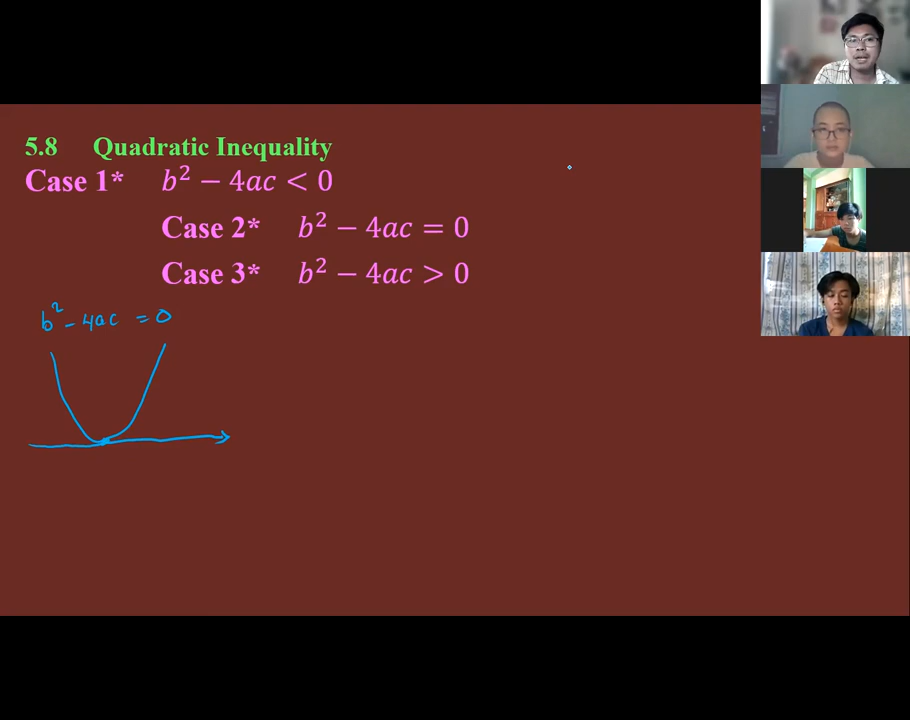 5.8 Quadratic Inequality
Case 1* b² − 4ac < 0
Case 2* b² − 4ac = 0
Case 3* b² − 4ac > 0
b² - 4ac = 0